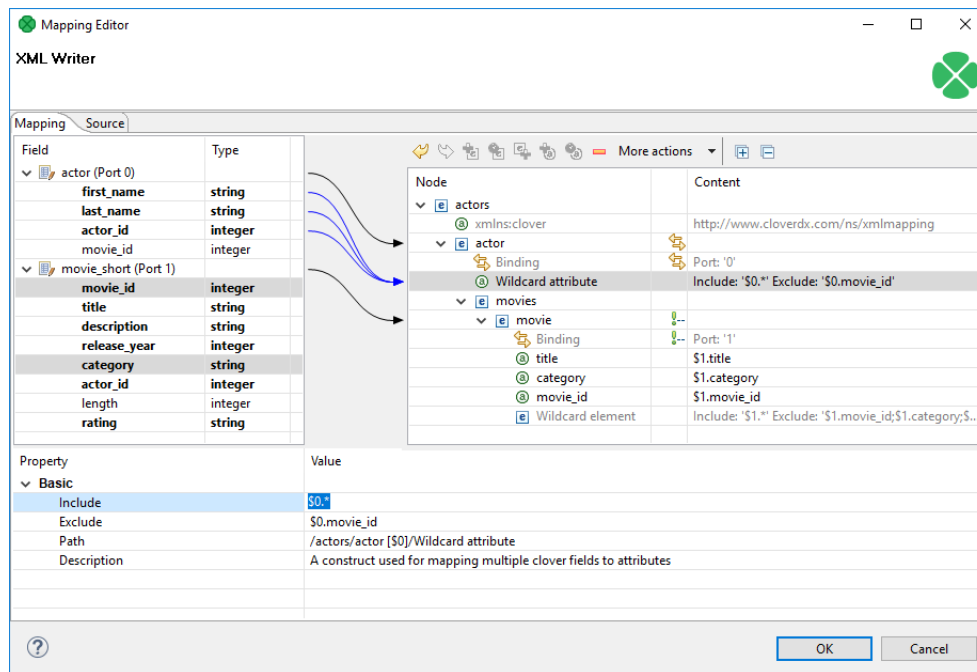 Mapping Editor
XML Writer
Mapping Source
Field Type
actor (Port 0)
first_name string
last_name string
actor_id integer
movie_id integer
movie_short (Port 1)
movie_id integer
title string
description string
release_year integer
category string
actor_id integer
length integer
rating string
More actions
Node Content
actors
xmlns:clover http://www.cloverdx.com/ns/xmlmapping
actor
Binding Port: '0'
Wildcard attribute Include: '$0.*' Exclude: '$0.movie_id'
movies
movie
Binding Port: '1'
title $1.title
category $1.category
movie_id $1.movie_id
Wildcard element Include: '$1.*' Exclude: '$1.movie_id;$1.category;$...
Property Value
Basic
Include $0.*
Exclude $0.movie_id
Path /actors/actor [$0]/Wildcard attribute
Description A construct used for mapping multiple clover fields to attributes
OK Cancel